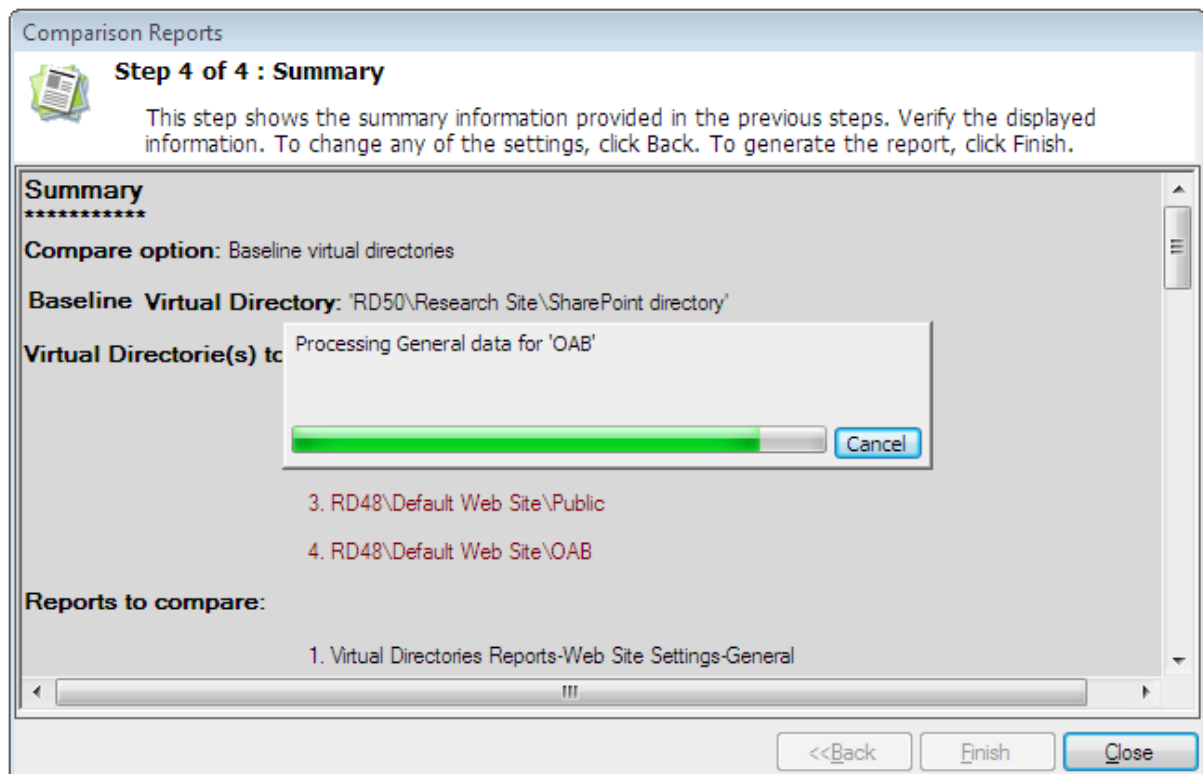 Comparison Reports
Step 4 of 4 : Summary
This step shows the summary information provided in the previous steps. Verify the displayed
information. To change any of the settings, click Back. To generate the report, click Finish.
Summary
***********
Compare option: Baseline virtual directories
Baseline Virtual Directory: 'RD50\Research Site\SharePoint directory'
Virtual Directorie(s) to
Processing General data for 'OAB'
Cancel
3. RD48\Default Web Site\Public
4. RD48\Default Web Site\OAB
Reports to compare:
1. Virtual Directories Reports-Web Site Settings-General
<<Back Finish Close